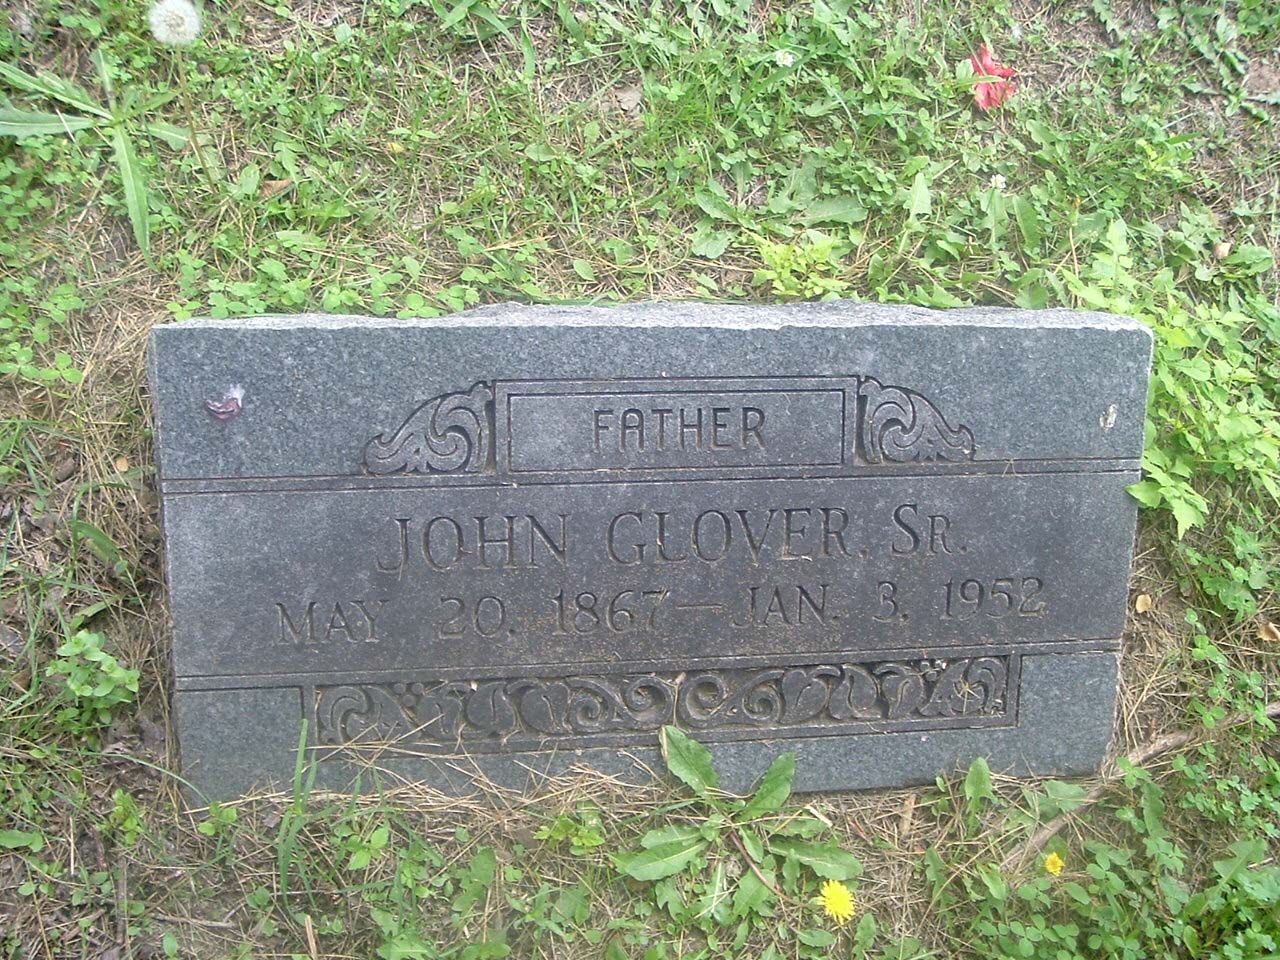 FATHER
JOHN GLOVER, SR.
MAY 20, 1867 — JAN. 3, 1952